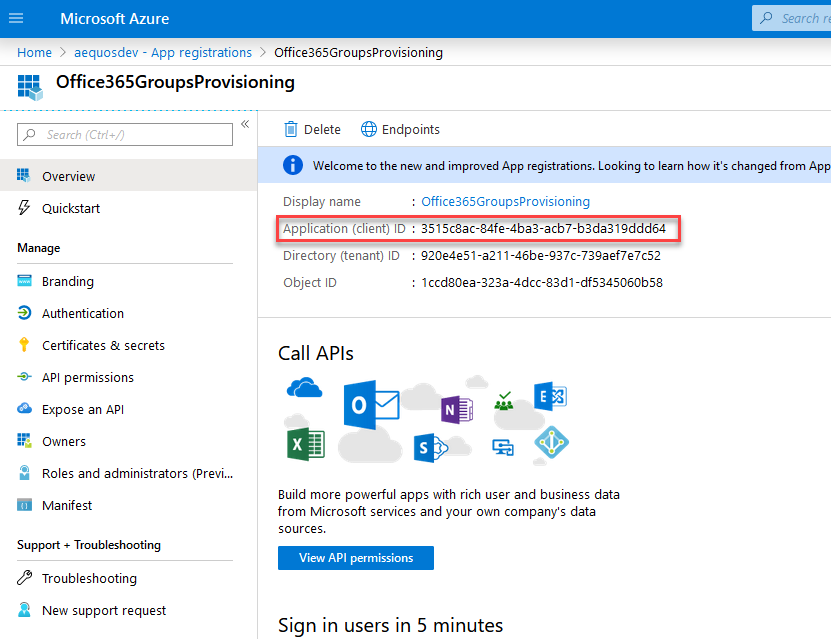 Microsoft Azure
Search re
Home > aequosdev - App registrations > Office365GroupsProvisioning
Office365GroupsProvisioning
Search (Ctrl+/)
«
Overview
Quickstart
Manage
Branding
Authentication
Certificates & secrets
API permissions
Expose an API
Owners
Roles and administrators (Previ...
Manifest
Support + Troubleshooting
Troubleshooting
New support request
Delete
Endpoints
Welcome to the new and improved App registrations. Looking to learn how it's changed from App
Display name : Office365GroupsProvisioning
Application (client) ID : 3515c8ac-84fe-4ba3-acb7-b3da319ddd64
Directory (tenant) ID : 920e4e51-a211-46be-937c-739aef7e7c52
Object ID : 1ccd80ea-323a-4dcc-83d1-df5345060b58
Call APIs
Build more powerful apps with rich user and business data
from Microsoft services and your own company's data
sources.
View API permissions
Sign in users in 5 minutes